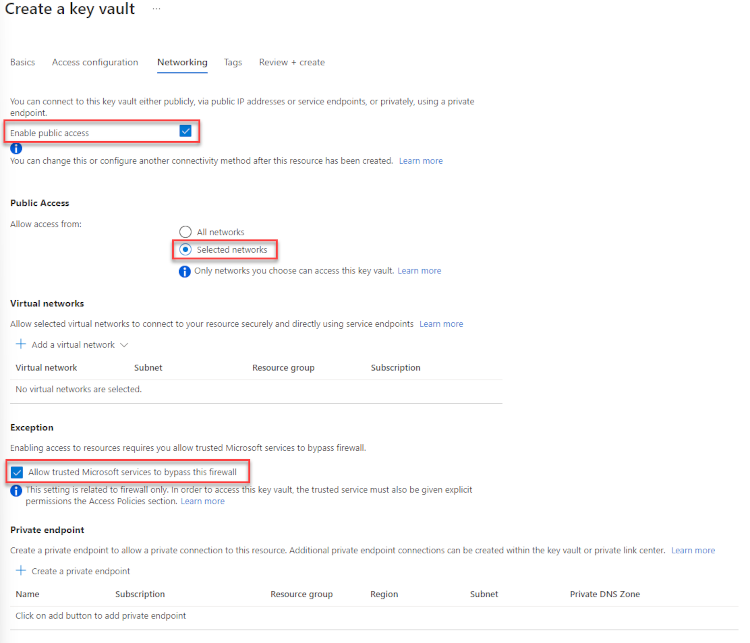 Create a key vault ...
Basics Access configuration Networking Tags Review + create
You can connect to this key vault either publicly, via public IP addresses or service endpoints, or privately, using a private
endpoint.
Enable public access
You can change this or configure another connectivity method after this resource has been created. Learn more
Public Access
Allow access from:
All networks
Selected networks
Only networks you choose can access this key vault. Learn more
Virtual networks
Allow selected virtual networks to connect to your resource securely and directly using service endpoints Learn more
+ Add a virtual network
Virtual network Subnet Resource group Subscription
No virtual networks are selected.
Exception
Enabling access to resources requires you allow trusted Microsoft services to bypass firewall.
Allow trusted Microsoft services to bypass this firewall
This setting is related to firewall only. In order to access this key vault, the trusted service must also be given explicit
permissions the Access Policies section. Learn more
Private endpoint
Create a private endpoint to allow a private connection to this resource. Additional private endpoint connections can be created within the key vault or private link center. Learn more
+ Create a private endpoint
Name Subscription Resource group Region Subnet Private DNS Zone
Click on add button to add private endpoint